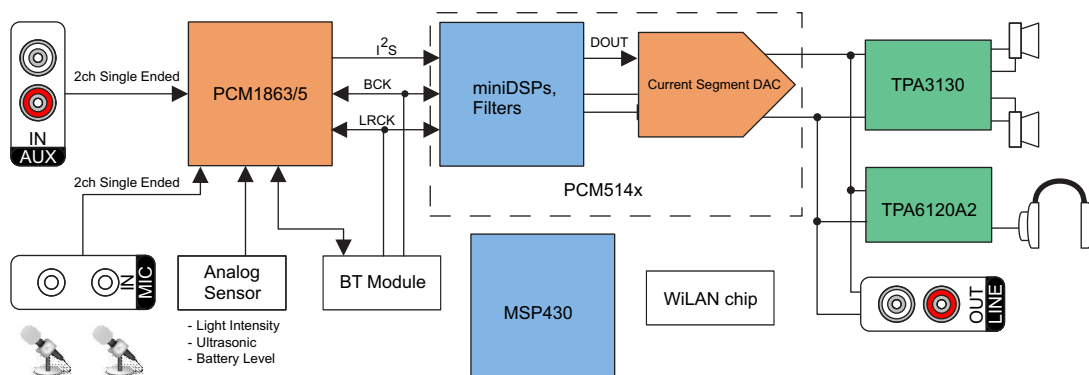 2ch Single Ended
IN
AUX
PCM1863/5
I2S
BCK
LRCK
miniDSPs,
Filters
DOUT
Current Segment DAC
PCM514x
TPA3130
TPA6120A2
2ch Single Ended
IN
MIC
Analog
Sensor
- Light Intensity
- Ultrasonic
- Battery Level
BT Module
MSP430
WiLAN chip
OUT
LINE